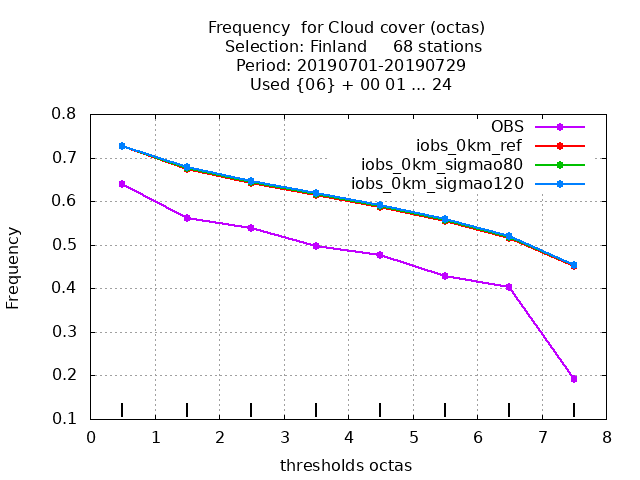 Frequency  for Cloud cover (octas)
Selection: Finland     68 stations
Period: 20190701-20190729
Used {06} + 00 01 ... 24
OBS
iobs_0km_ref
iobs_0km_sigmao80
iobs_0km_sigmao120
Frequency
0.8
0.7
0.6
0.5
0.4
0.3
0.2
0.1
0 1 2 3 4 5 6 7 8
thresholds octas